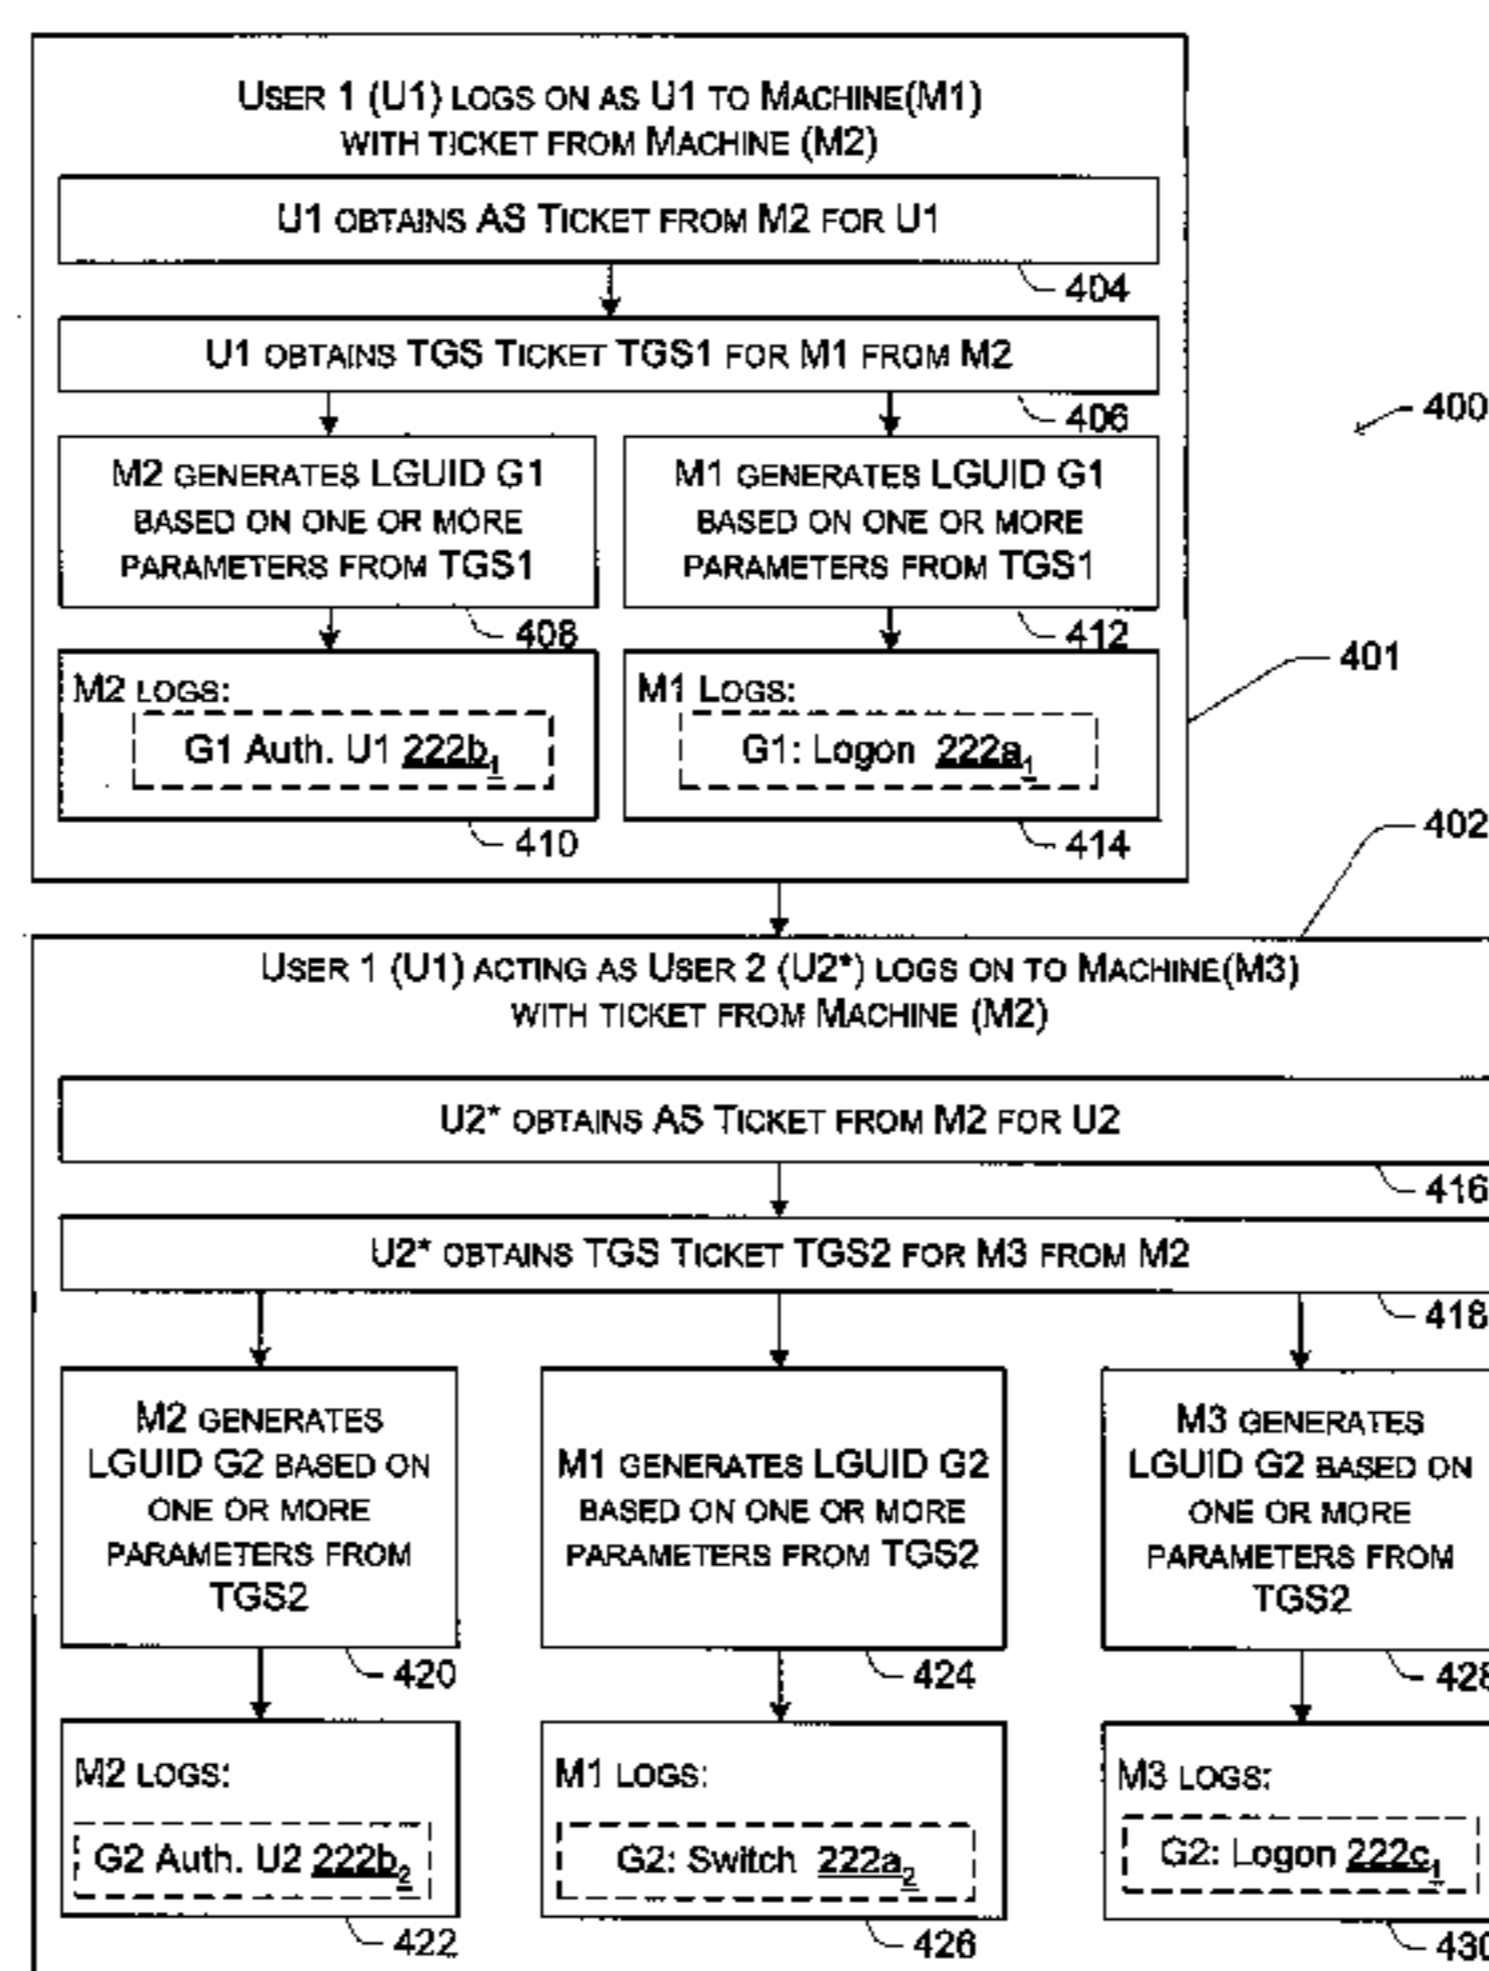 USER 1 (U1) LOGS ON AS U1 TO MACHINE(M1)
WITH TICKET FROM MACHINE (M2)
U1 OBTAINS AS TICKET FROM M2 FOR U1
404
U1 OBTAINS TGS TICKET TGS1 FOR M1 FROM M2
406
400
M2 GENERATES LGUID G1
BASED ON ONE OR MORE
PARAMETERS FROM TGS1
408
M1 GENERATES LGUID G1
BASED ON ONE OR MORE
PARAMETERS FROM TGS1
412
401
M2 LOGS:
G1 Auth. U1 222b1
410
M1 LOGS:
G1: Logon 222a1
414
402
USER 1 (U1) ACTING AS USER 2 (U2*) LOGS ON TO MACHINE(M3)
WITH TICKET FROM MACHINE (M2)
U2* OBTAINS AS TICKET FROM M2 FOR U2
416
U2* OBTAINS TGS TICKET TGS2 FOR M3 FROM M2
418
M2 GENERATES
LGUID G2 BASED ON
ONE OR MORE
PARAMETERS FROM
TGS2
420
M1 GENERATES LGUID G2
BASED ON ONE OR MORE
PARAMETERS FROM TGS2
424
M3 GENERATES
LGUID G2 BASED ON
ONE OR MORE
PARAMETERS FROM
TGS2
428
M2 LOGS:
G2 Auth. U2 222b2
422
M1 LOGS:
G2: Switch 222a2
426
M3 LOGS:
G2: Logon 222c1
430